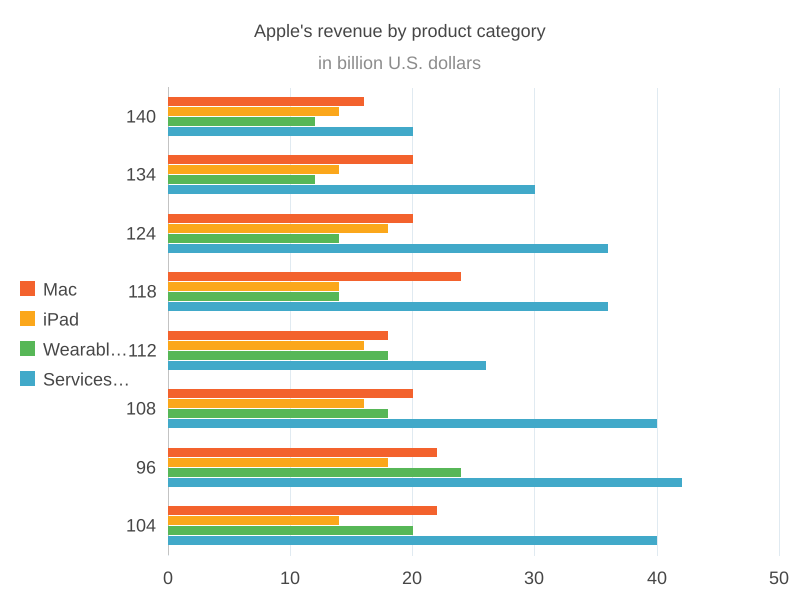 Apple's revenue by product category
in billion U.S. dollars
140
134
124
118
112
108
96
104
Mac
iPad
Wearabl…
Services…
0 10 20 30 40 50